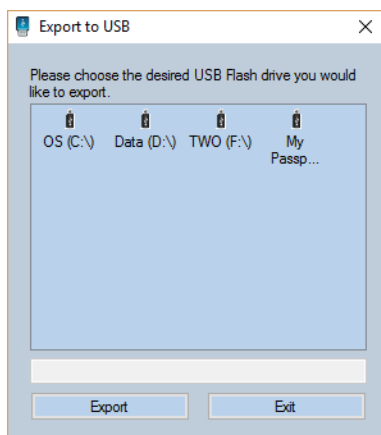 Export to USB
Please choose the desired USB Flash drive you would
like to export.
OS (C:\) Data (D:\) TWO (F:\) My
Passp...
Export Exit